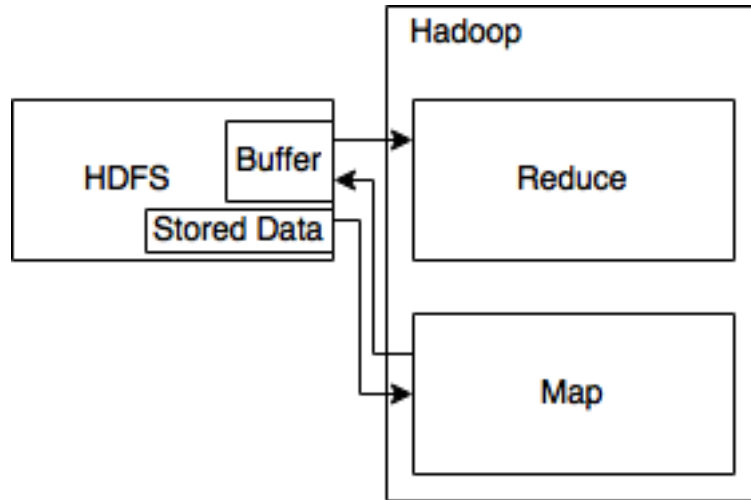 Hadoop
Buffer
HDFS
Reduce
Stored Data
Map